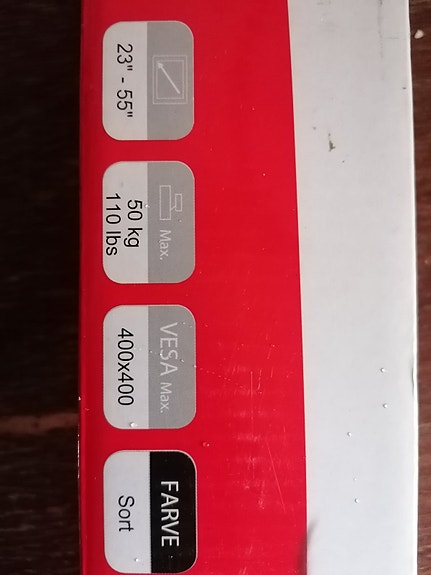 23" - 55"
Max.
50 kg
110 lbs
VESA Max.
400x400
FARVE
Sort